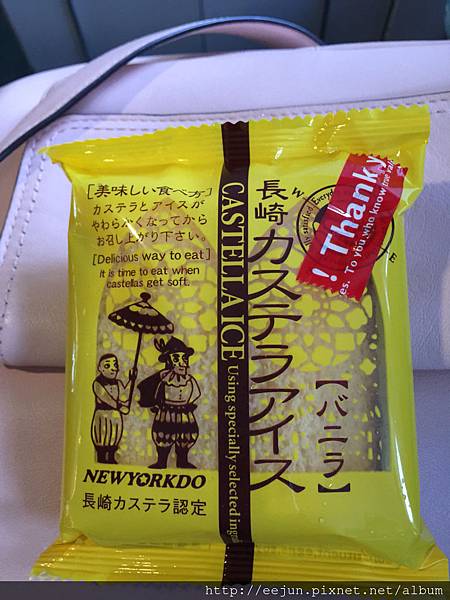 [美味しい食べ方]
カステラとアイスが
やわらかくなってから
お召し上がり下さい。
[Delicious way to eat]
It is time to eat when
castellas get soft.
CASTELLA ICE Using specially selected
長崎カステラアイス
【バニラ】
! Thank y
es. To you who know true
NEWYORKDO
長崎カステラ認定
http://eejun.pixnet.net/album